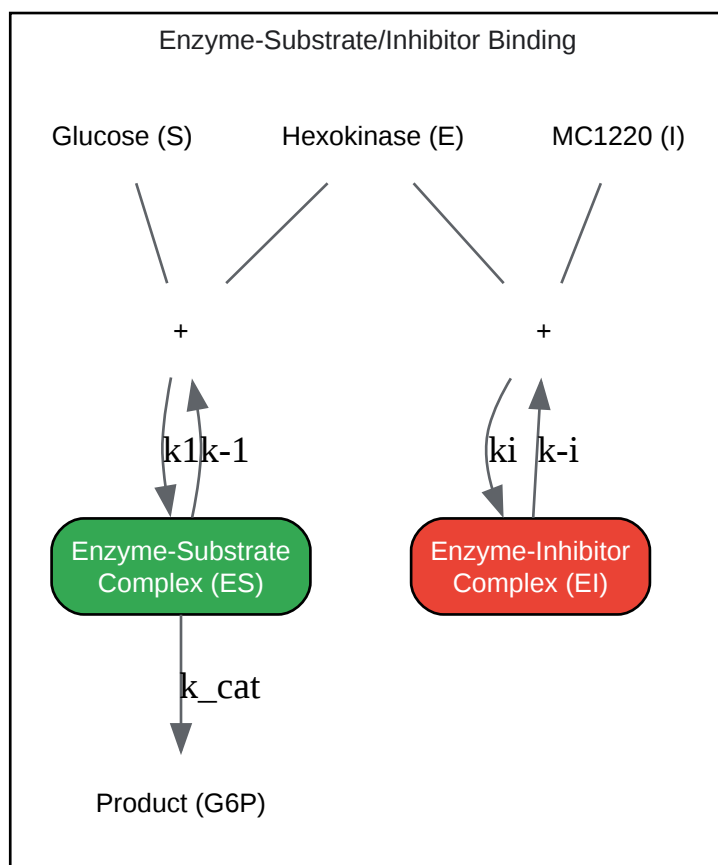 Enzyme-Substrate/Inhibitor Binding
Glucose (S)
Hexokinase (E)
MC1220 (I)
+
+
k1
k-1
ki
k-i
Enzyme-Substrate
Complex (ES)
Enzyme-Inhibitor
Complex (EI)
k_cat
Product (G6P)